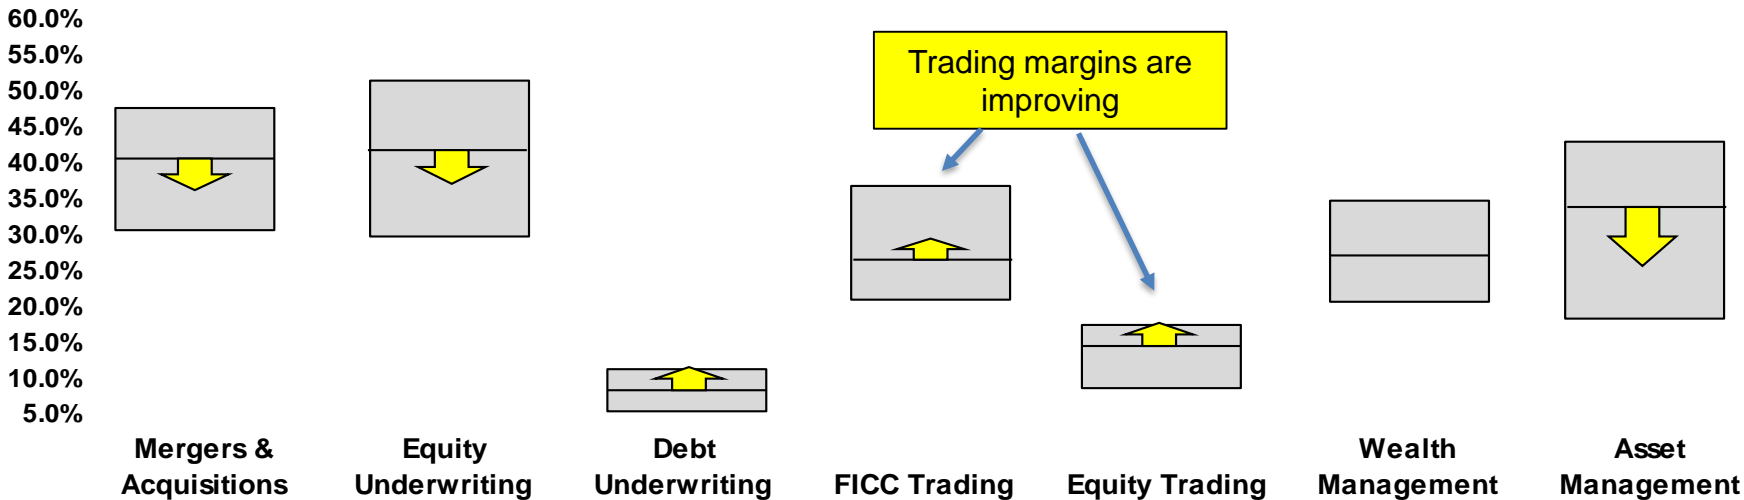 60.0%
55.0%
50.0%
45.0%
40.0%
35.0%
30.0%
25.0%
20.0%
15.0%
10.0%
5.0%
Trading margins are
improving
Mergers &
Acquisitions
Equity
Underwriting
Debt
Underwriting
FICC Trading
Equity Trading
Wealth
Management
Asset
Management